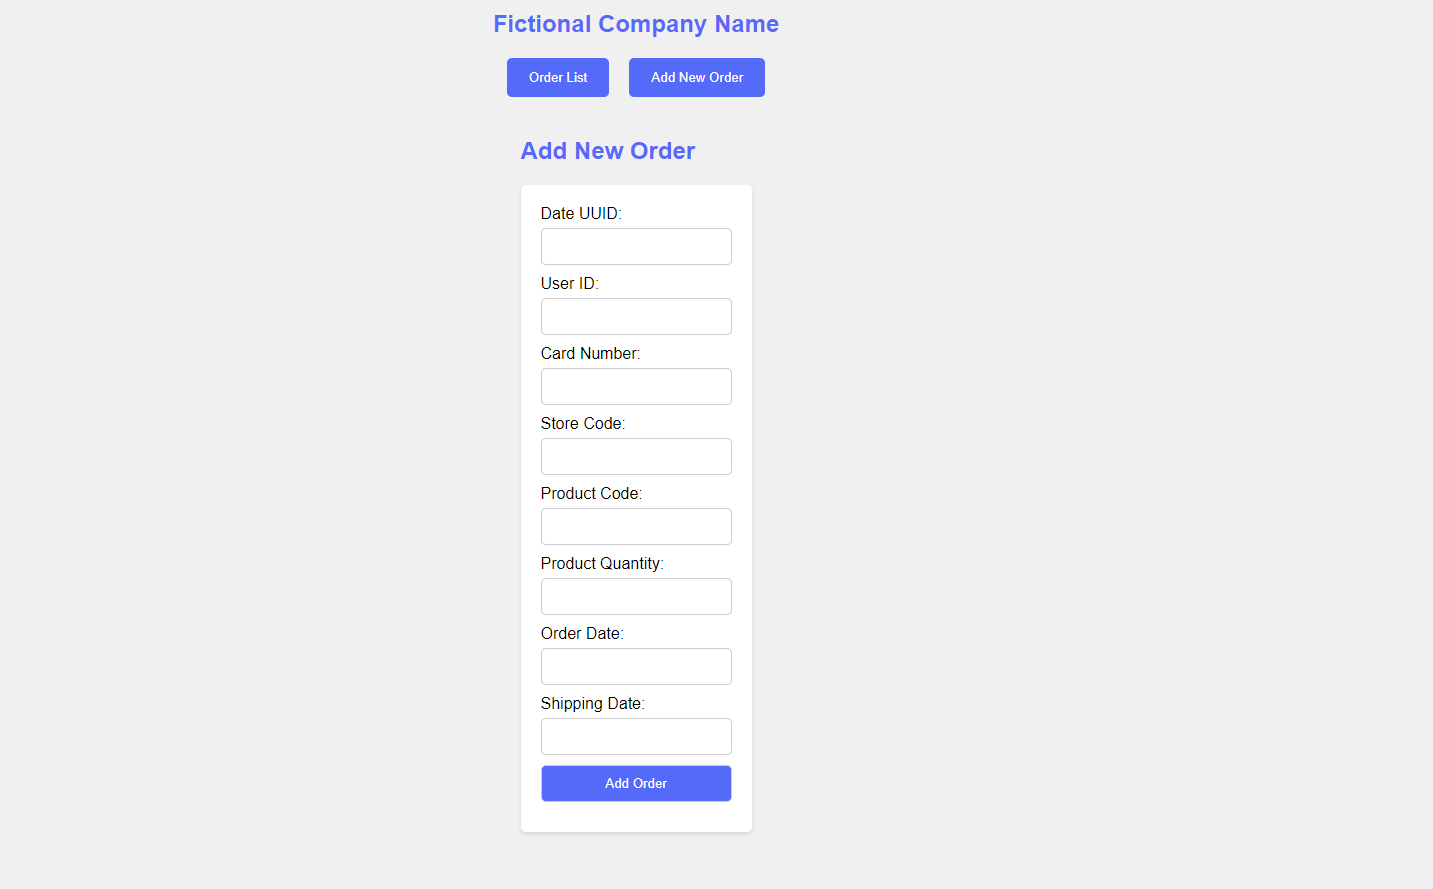 Fictional Company Name
Order List Add New Order
Add New Order
Date UUID:
User ID:
Card Number:
Store Code:
Product Code:
Product Quantity:
Order Date:
Shipping Date:
Add Order